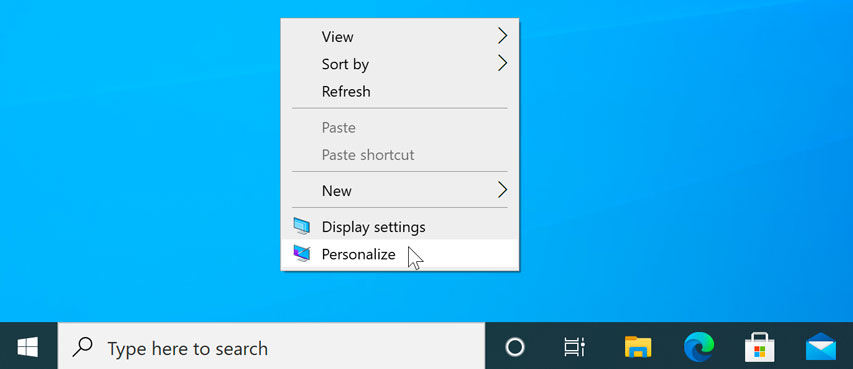 View
Sort by
Refresh
Paste
Paste shortcut
New
Display settings
Personalize
Type here to search